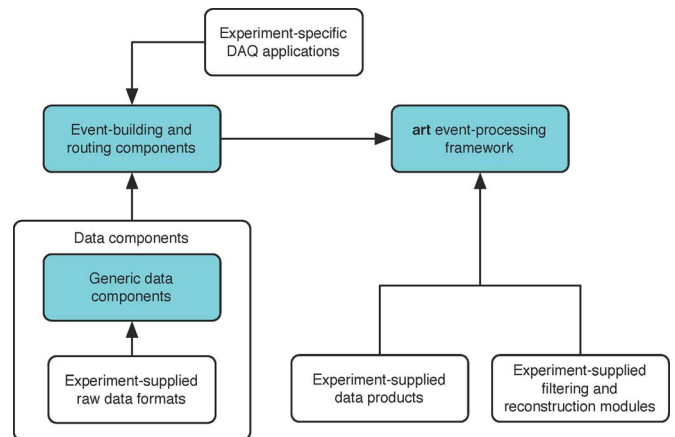 Experiment-specific
DAQ applications
Event-building and
routing components
art event-processing
framework
Data components
Generic data
components
Experiment-supplied
raw data formats
Experiment-supplied
data products
Experiment-supplied
filtering and
reconstruction modules